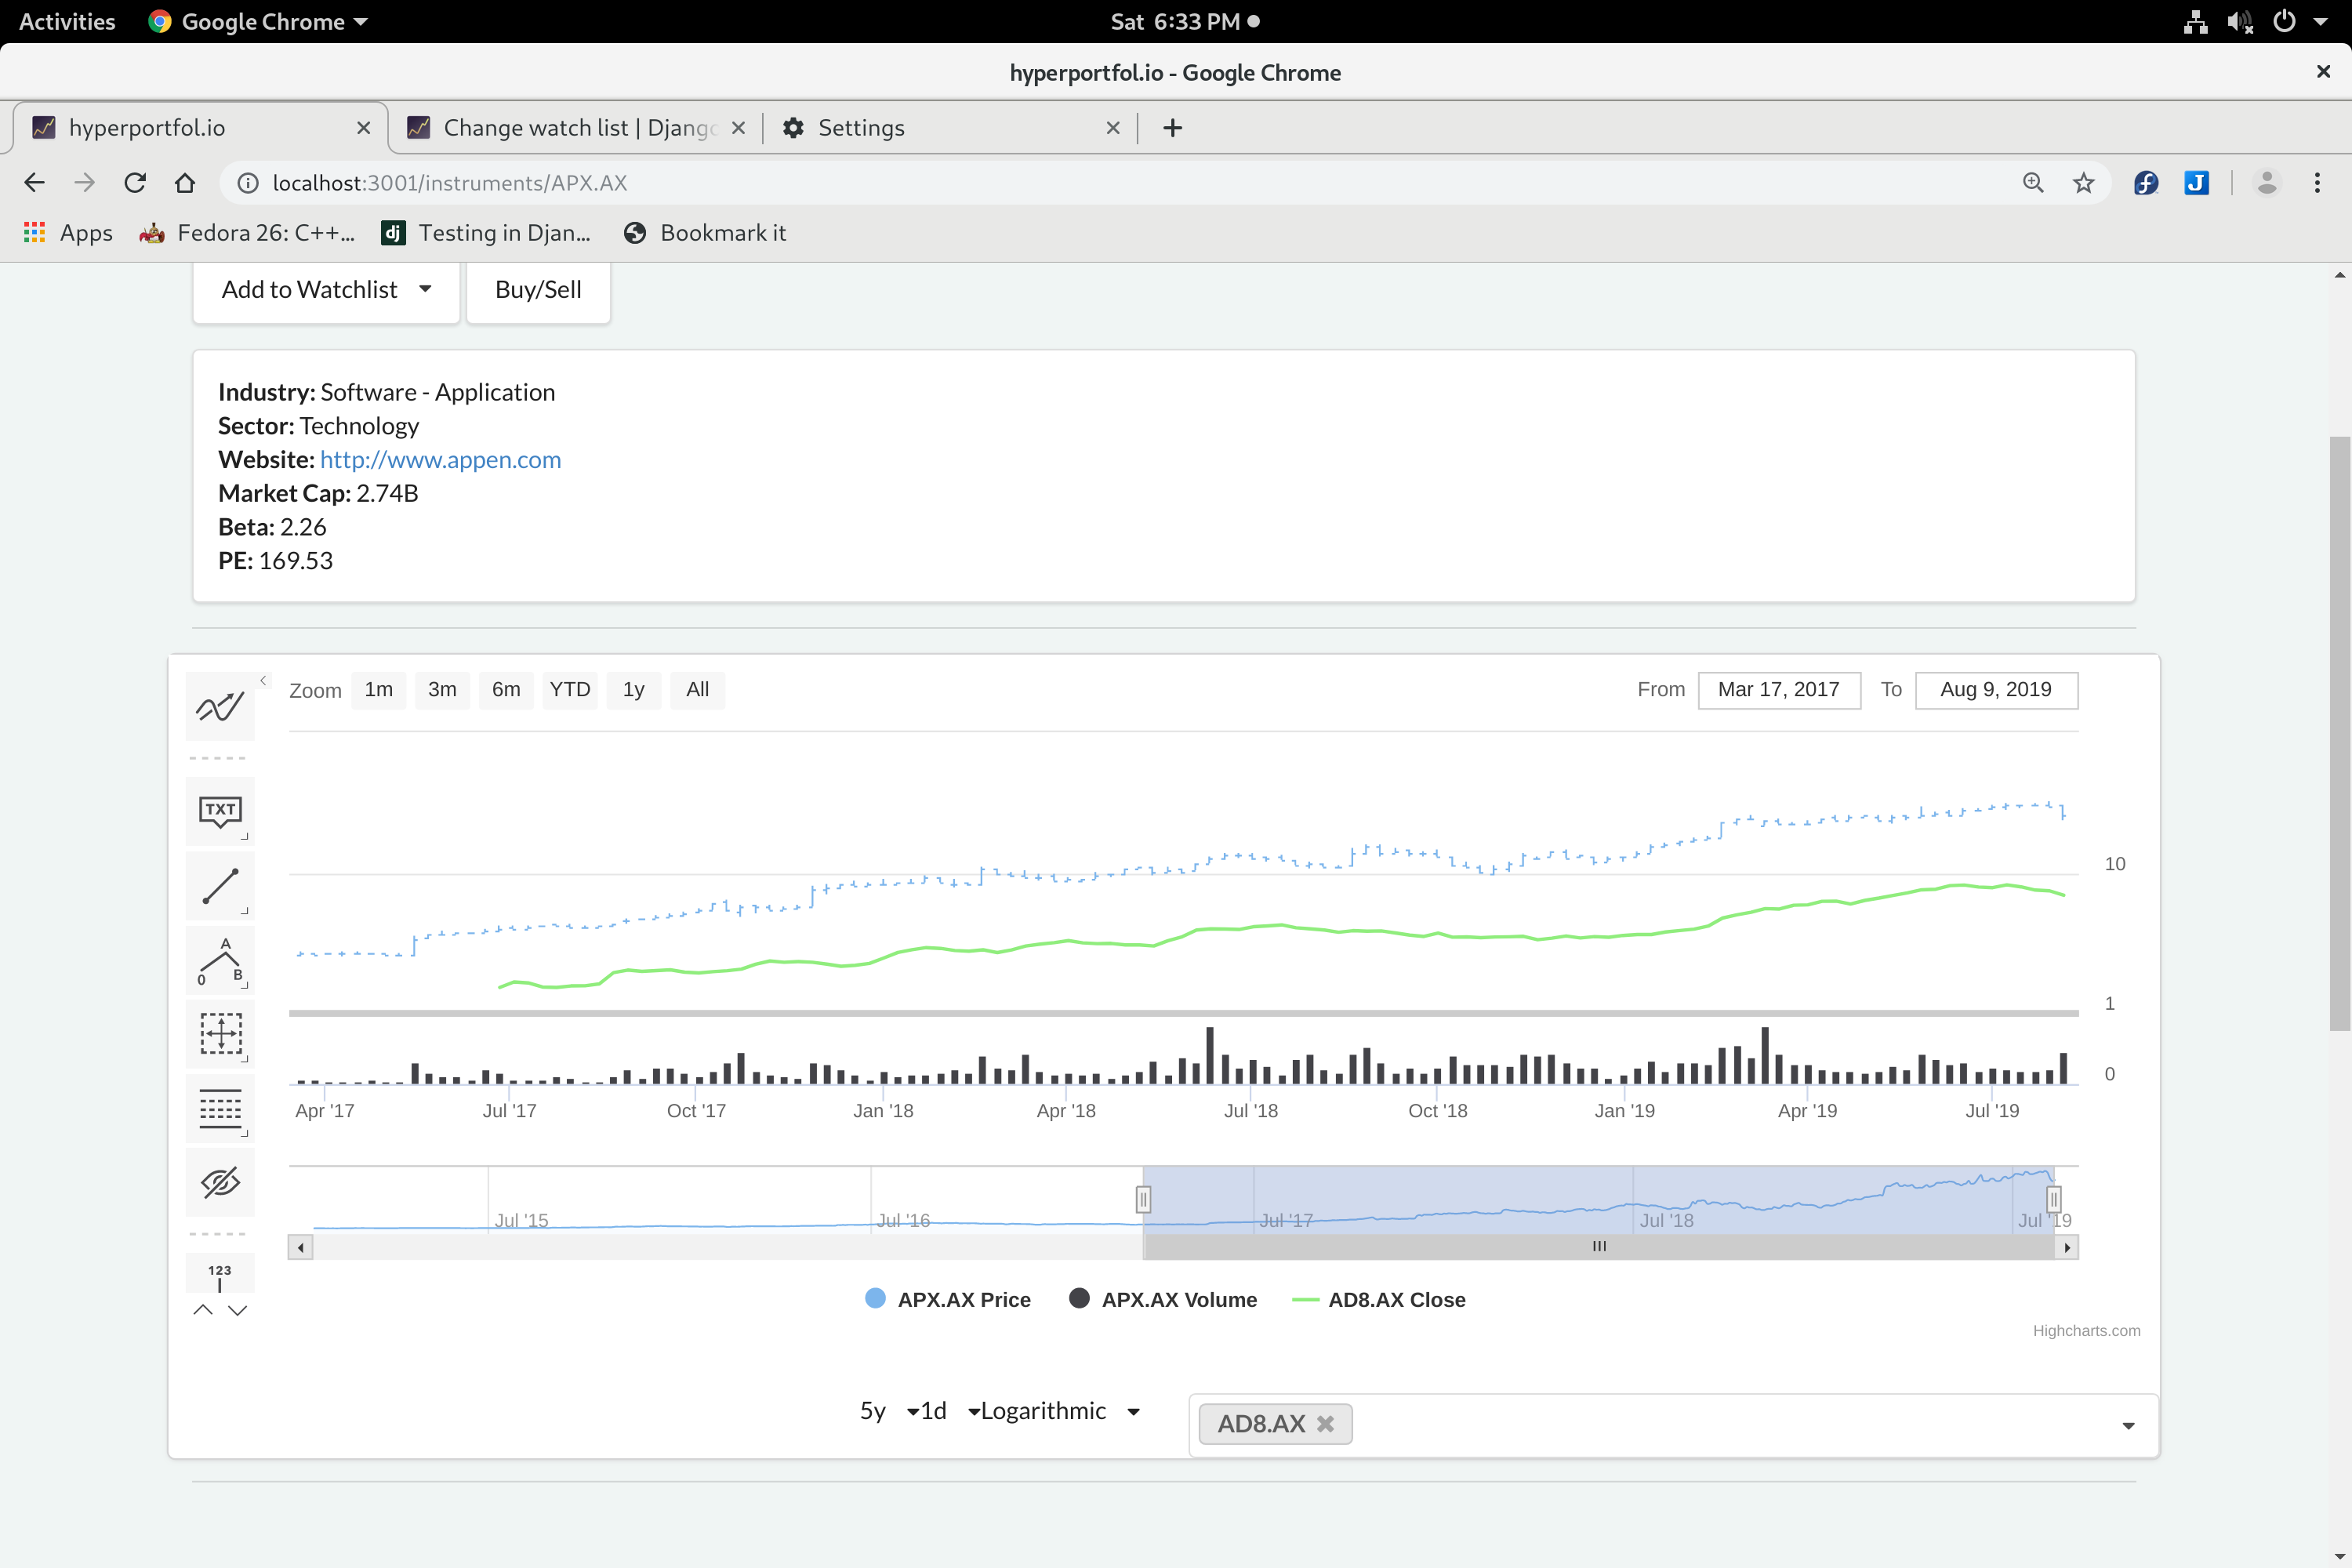 Activities Google Chrome Sat 6:33 PM
hyperportfol.io - Google Chrome
hyperportfol.io Change watch list | Djang Settings
localhost:3001/instruments/APX.AX
Apps Fedora 26: C++... Testing in Djan... Bookmark it
Add to Watchlist Buy/Sell
Industry: Software - Application
Sector: Technology
Website: http://www.appen.com
Market Cap: 2.74B
Beta: 2.26
PE: 169.53
Zoom 1m 3m 6m YTD 1y All From Mar 17, 2017 To Aug 9, 2019
TXT
10
A
0 B
1
0
Apr '17 Jul '17 Oct '17 Jan '18 Apr '18 Jul '18 Oct '18 Jan '19 Apr '19 Jul '19
Jul '15 Jul '16 Jul '17 Jul '18 Jul '19
123
APX.AX Price APX.AX Volume AD8.AX Close
Highcharts.com
5y 1d Logarithmic AD8.AX